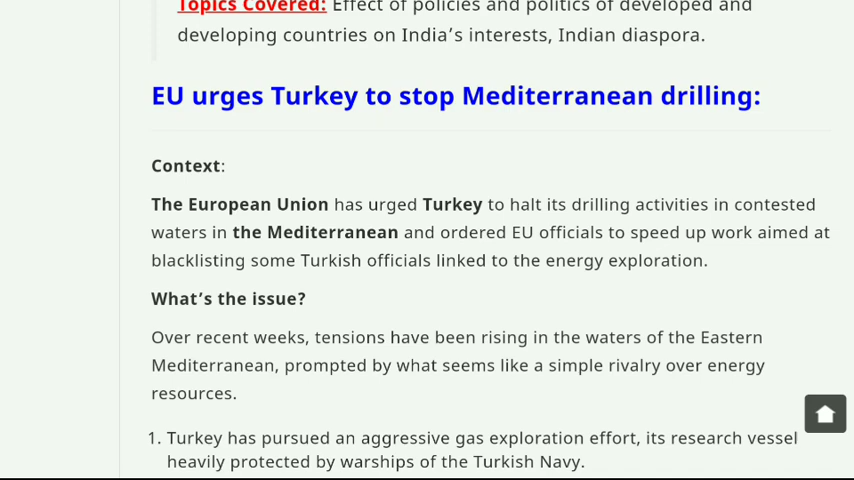 Topics Covered: Effect of policies and politics of developed and
developing countries on India’s interests, Indian diaspora.
EU urges Turkey to stop Mediterranean drilling:
Context:
The European Union has urged Turkey to halt its drilling activities in contested
waters in the Mediterranean and ordered EU officials to speed up work aimed at
blacklisting some Turkish officials linked to the energy exploration.
What’s the issue?
Over recent weeks, tensions have been rising in the waters of the Eastern
Mediterranean, prompted by what seems like a simple rivalry over energy
resources.
1. Turkey has pursued an aggressive gas exploration effort, its research vessel
heavily protected by warships of the Turkish Navy.